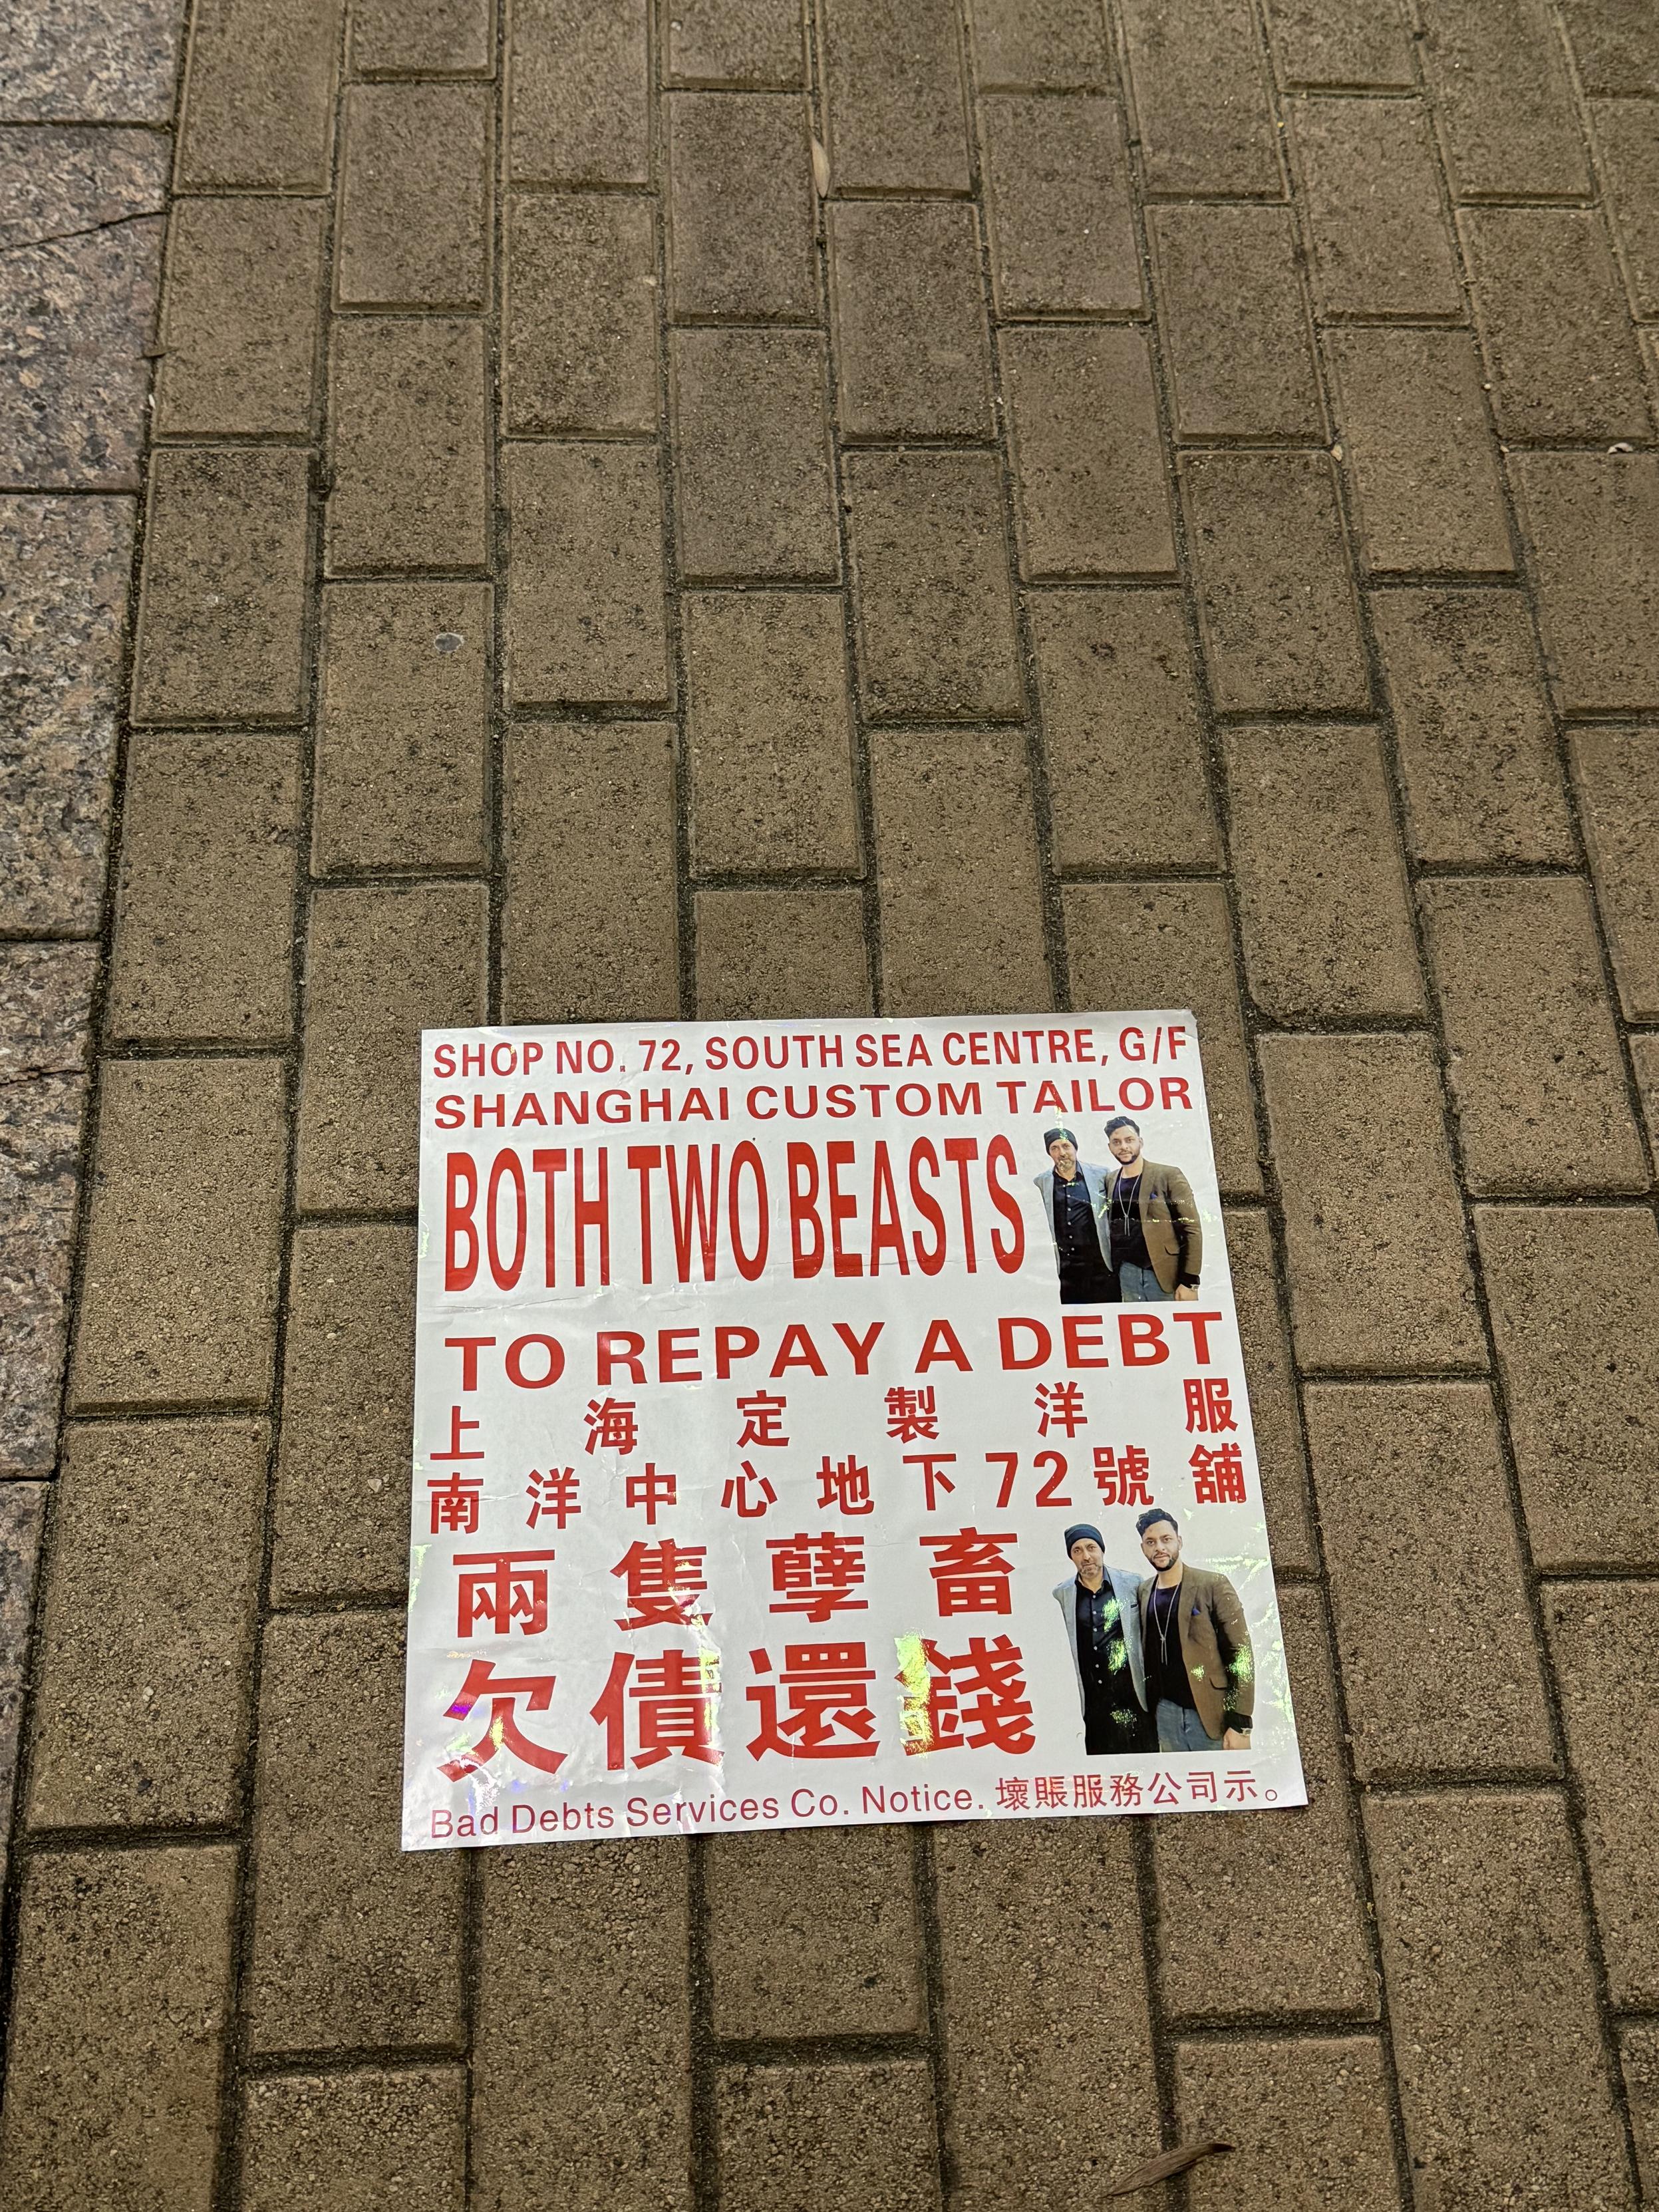 SHOP NO. 72, SOUTH SEA CENTRE, G/F
SHANGHAI CUSTOM TAILOR
BOTH TWO BEASTS
TO REPAY A DEBT
上海定製洋服
南洋中心地下72號舖
兩隻孽畜
欠債還錢
Bad Debts Services Co. Notice. 壞賬服務公司示。